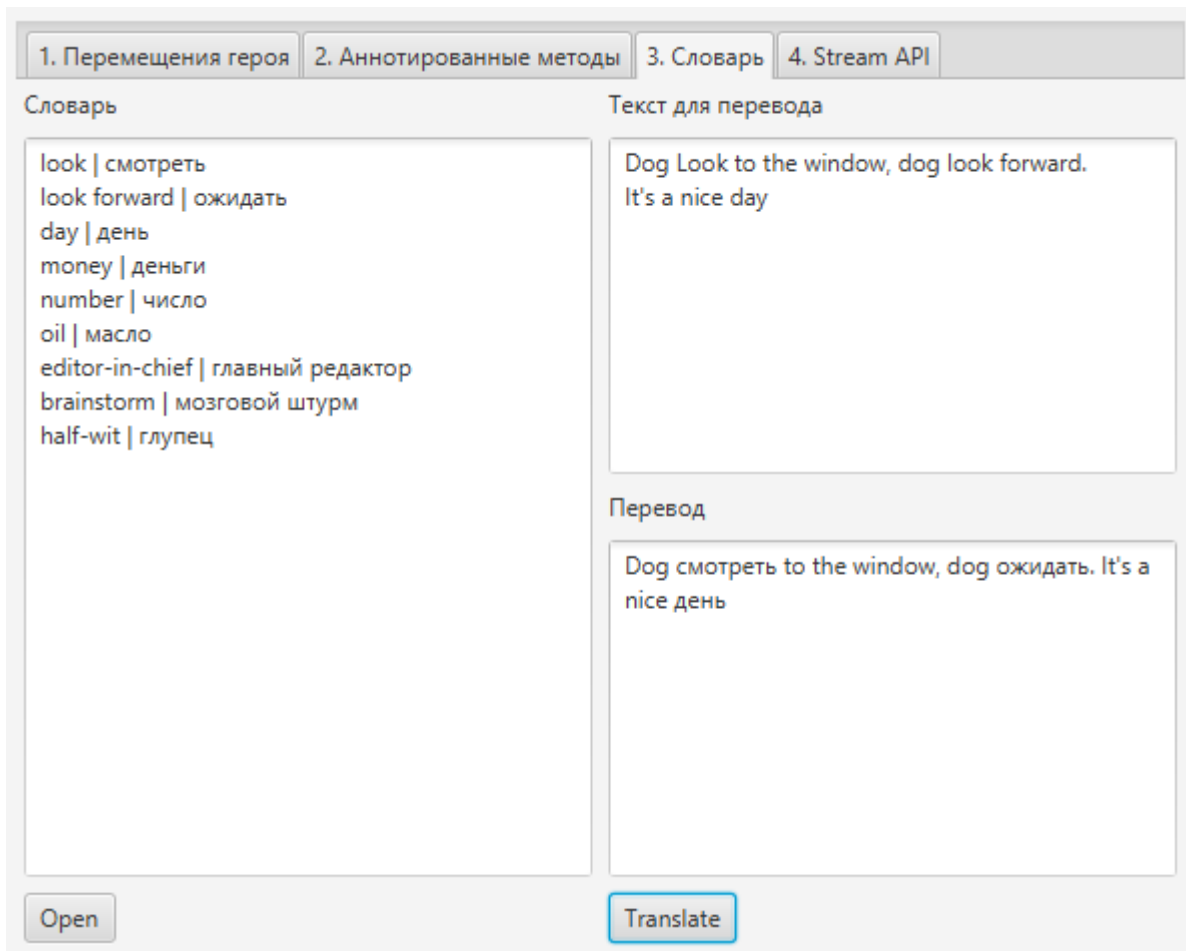 1. Перемещения героя 2. Аннотированные методы 3. Словарь 4. Stream API
Словарь
look | смотреть
look forward | ожидать
day | день
money | деньги
number | число
oil | масло
editor-in-chief | главный редактор
brainstorm | мозговой штурм
half-wit | глупец
Open
Текст для перевода
Dog Look to the window, dog look forward.
It's a nice day
Перевод
Dog смотреть to the window, dog ожидать. It's a
nice день
Translate